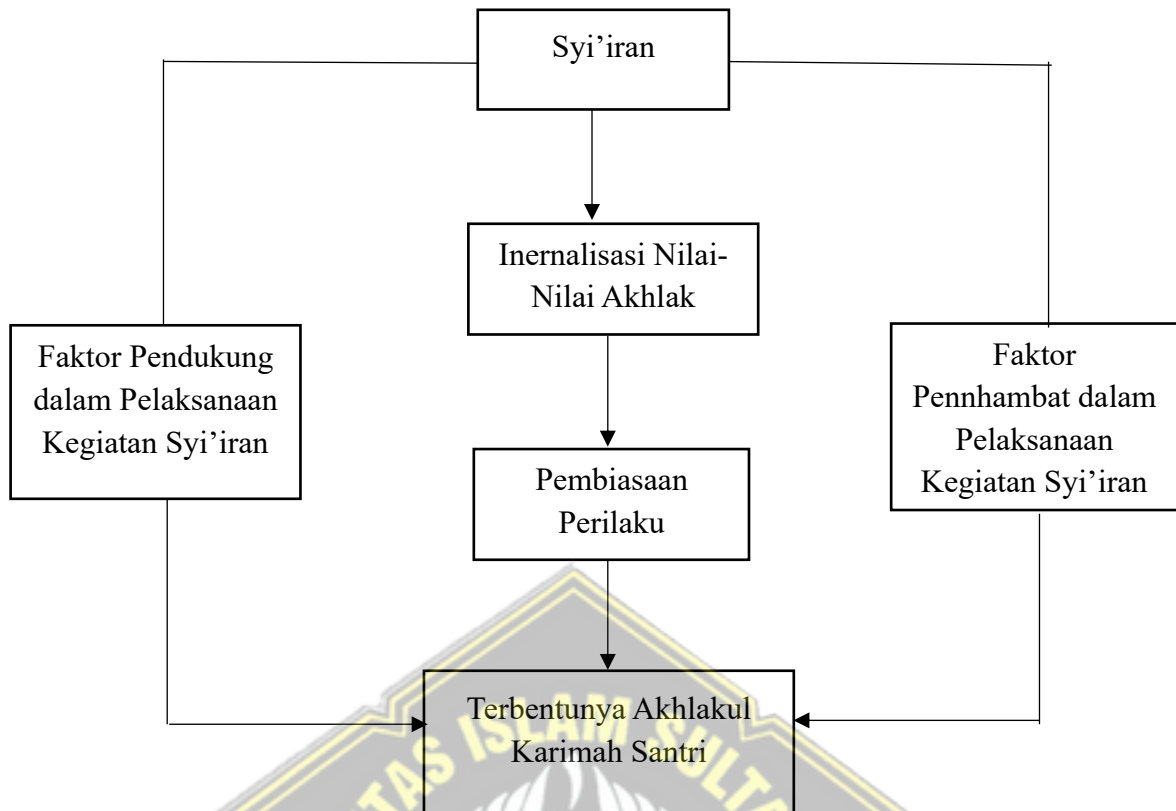 Syi’iran
Inernalisasi Nilai-
Nilai Akhlak
Faktor Pendukung
dalam Pelaksanaan
Kegiatan Syi’iran
Faktor
Pennhambat dalam
Pelaksanaan
Kegiatan Syi’iran
Pembiasaan
Perilaku
Terbentunya Akhlakul
Karimah Santri
ISLAM